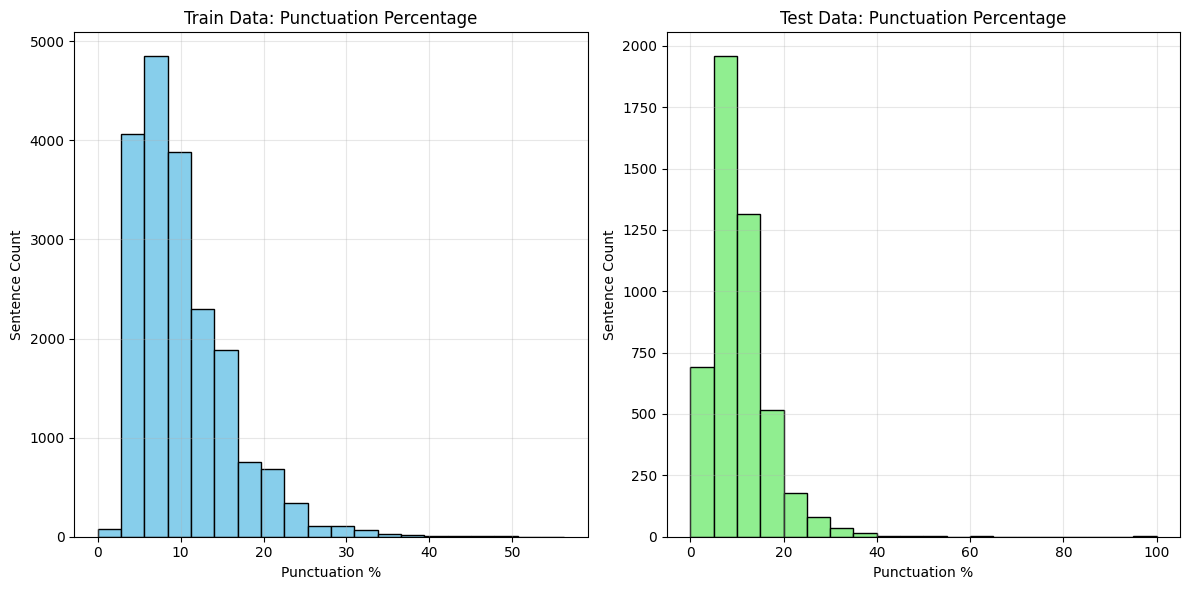 Train Data: Punctuation Percentage
5000
4000
3000
2000
1000
0
Sentence Count
0 10 20 30 40 50
Punctuation %
Test Data: Punctuation Percentage
2000
1750
1500
1250
1000
750
500
250
0
Sentence Count
0 20 40 60 80 100
Punctuation %